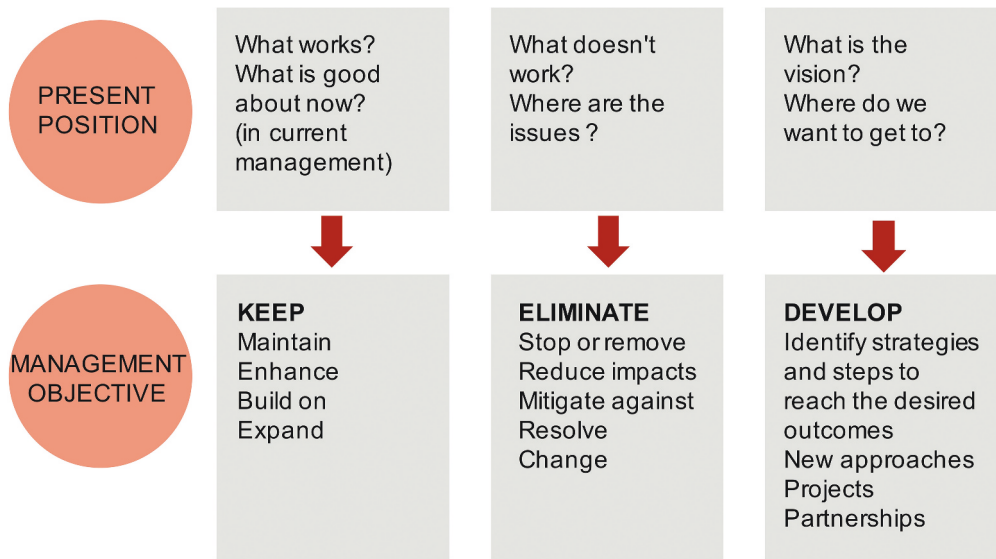 PRESENT
POSITION
What works?
What is good
about now?
(in current
management)
What doesn't
work?
Where are the
issues ?
What is the
vision?
Where do we
want to get to?
MANAGEMENT
OBJECTIVE
KEEP
Maintain
Enhance
Build on
Expand
ELIMINATE
Stop or remove
Reduce impacts
Mitigate against
Resolve
Change
DEVELOP
Identify strategies
and steps to
reach the desired
outcomes
New approaches
Projects
Partnerships